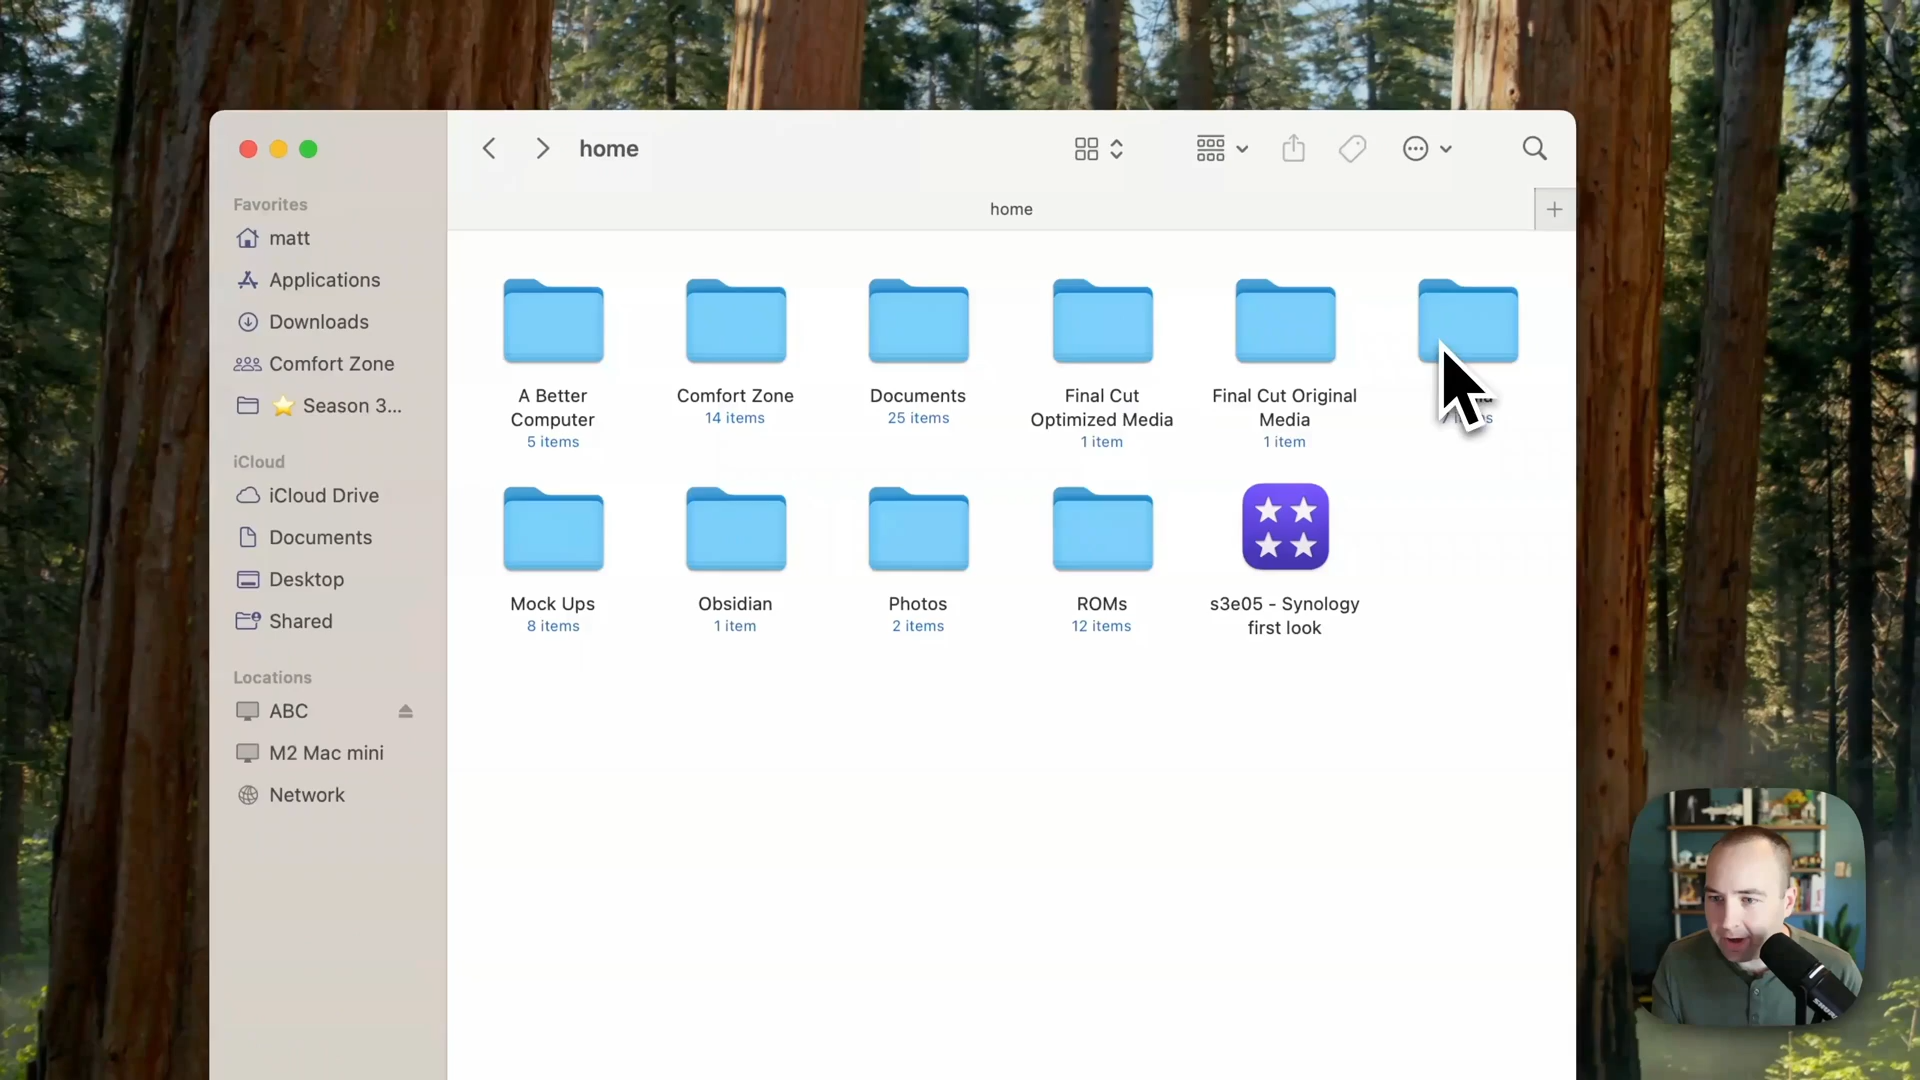 home
home
Favorites
matt
Applications
Downloads
Comfort Zone
⭐ Season 3...
iCloud
iCloud Drive
Documents
Desktop
Shared
Locations
ABC
M2 Mac mini
Network
A Better
Computer
5 items
Comfort Zone
14 items
Documents
25 items
Final Cut
Optimized Media
1 item
Final Cut Original
Media
1 item
Mock Ups
8 items
Obsidian
1 item
Photos
2 items
ROMs
12 items
s3e05 - Synology
first look